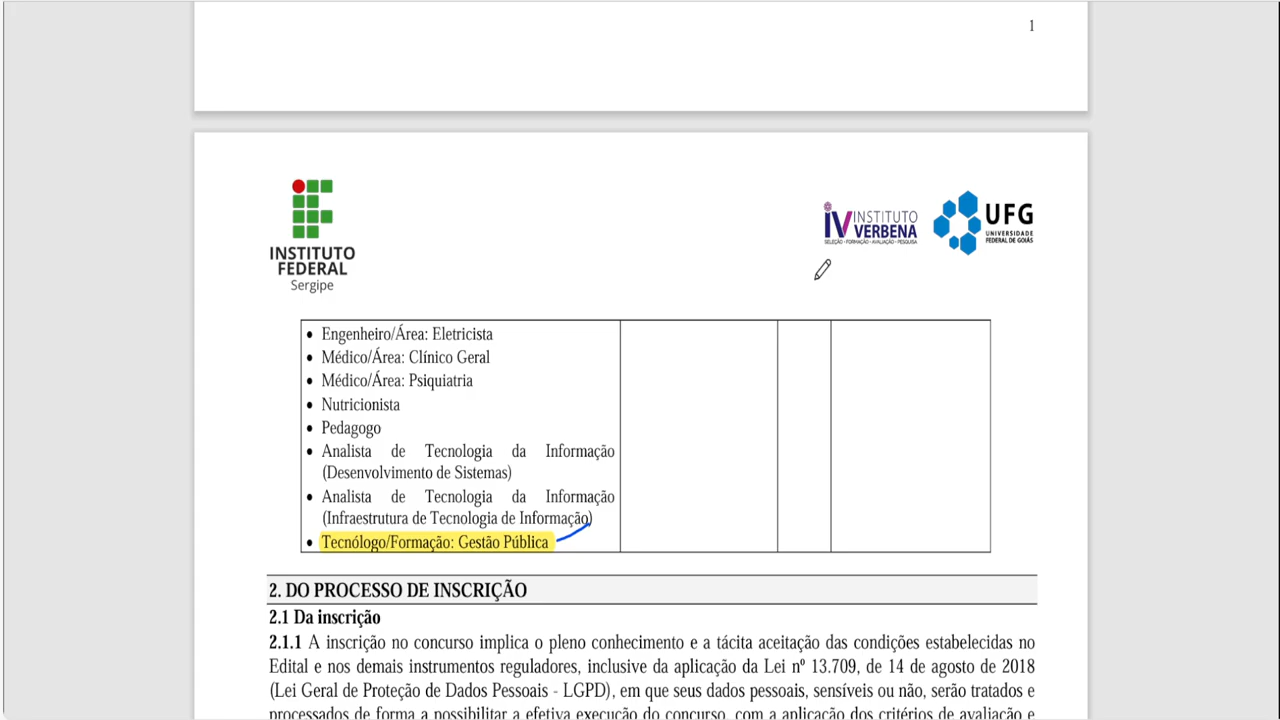 1
INSTITUTO
FEDERAL
Sergipe
iV INSTITUTO
VERBENA
SELEÇÃO - FORMAÇÃO - AVALIAÇÃO - PESQUISA
UFG
UNIVERSIDADE
FEDERAL DE GOIÁS
• Engenheiro/Área: Eletricista
• Médico/Área: Clínico Geral
• Médico/Área: Psiquiatria
• Nutricionista
• Pedagogo
• Analista de Tecnologia da Informação
(Desenvolvimento de Sistemas)
• Analista de Tecnologia da Informação
(Infraestrutura de Tecnologia de Informação)
• Tecnólogo/Formação: Gestão Pública
2. DO PROCESSO DE INSCRIÇÃO
2.1 Da inscrição
2.1.1 A inscrição no concurso implica o pleno conhecimento e a tácita aceitação das condições estabelecidas no
Edital e nos demais instrumentos reguladores, inclusive da aplicação da Lei nº 13.709, de 14 de agosto de 2018
(Lei Geral de Proteção de Dados Pessoais - LGPD), em que seus dados pessoais, sensíveis ou não, serão tratados e
processados de forma a possibilitar a efetiva execução do concurso, com a aplicação dos critérios de avaliação e